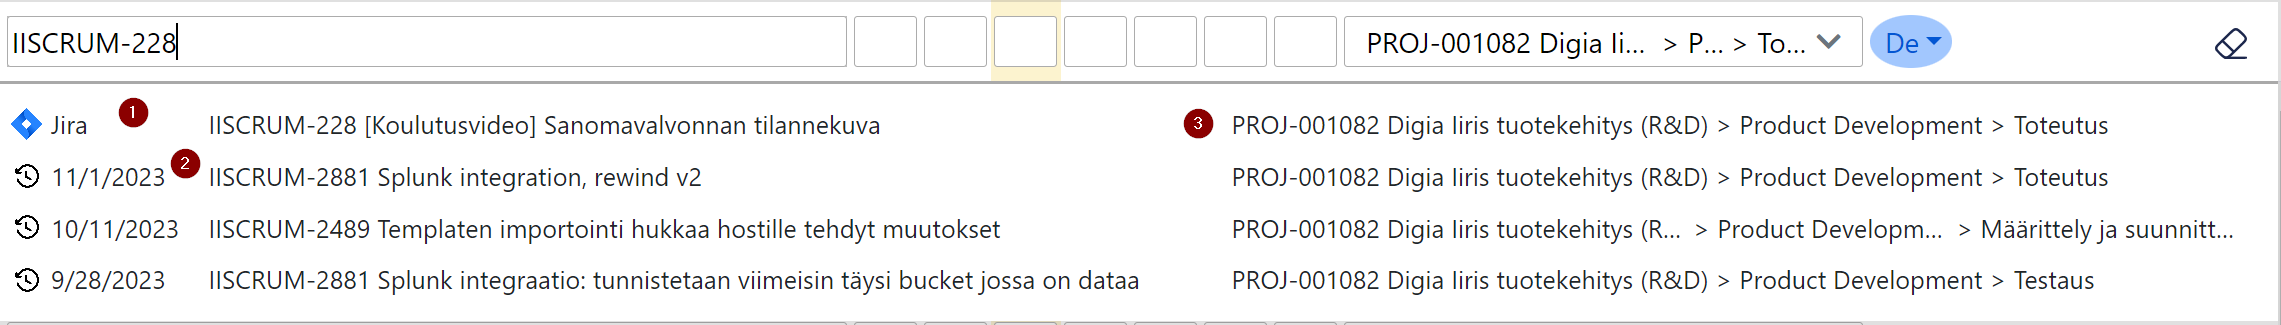 IISCRUM-228 PROJ-001082 Digia Ii... > P... > To... De
Jira 1 IISCRUM-228 [Koulutusvideo] Sanomavalvonnan tilannekuva 3 PROJ-001082 Digia Iiris tuotekehitys (R&D) > Product Development > Toteutus
11/1/2023 2 IISCRUM-2881 Splunk integration, rewind v2 PROJ-001082 Digia Iiris tuotekehitys (R&D) > Product Development > Toteutus
10/11/2023 IISCRUM-2489 Templaten importointi hukkaa hostille tehdyt muutokset PROJ-001082 Digia Iiris tuotekehitys (R... > Product Developm... > Määrittely ja suunnitt...
9/28/2023 IISCRUM-2881 Splunk integraatio: tunnistetaan viimeisin täysi bucket jossa on dataa PROJ-001082 Digia Iiris tuotekehitys (R&D) > Product Development > Testaus